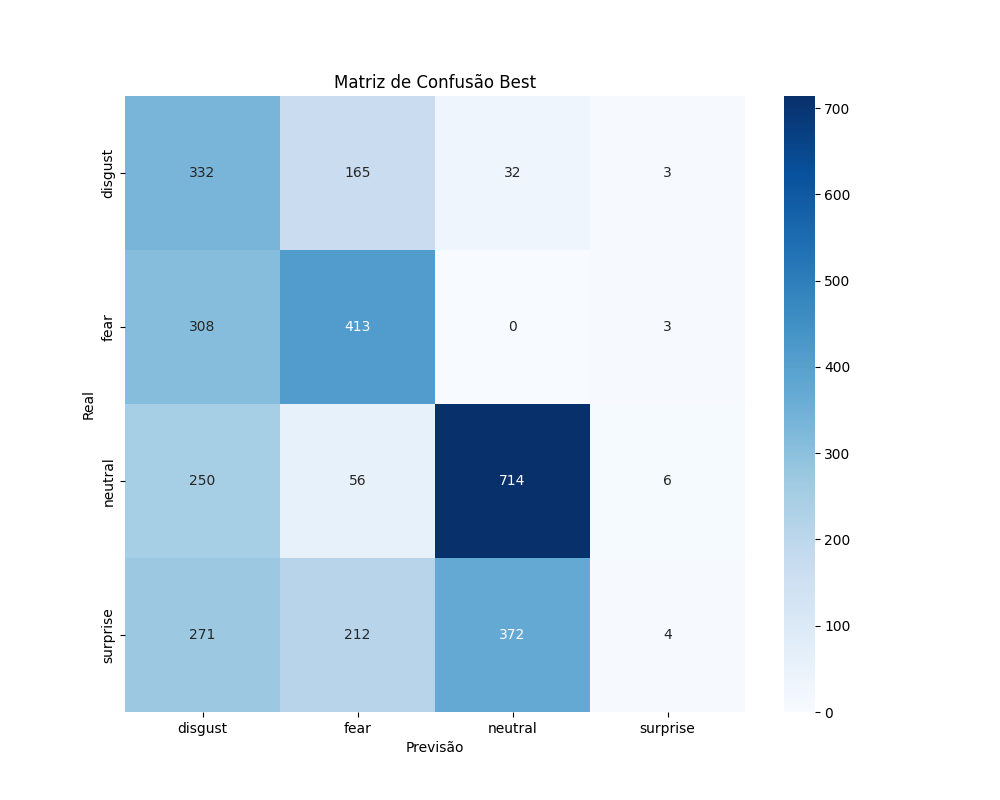 Matriz de Confusão Best
disgust 332 165 32 3
fear 308 413 0 3
neutral 250 56 714 6
surprise 271 212 372 4
disgust fear neutral surprise
Previsão
Real
700
600
500
400
300
200
100
0